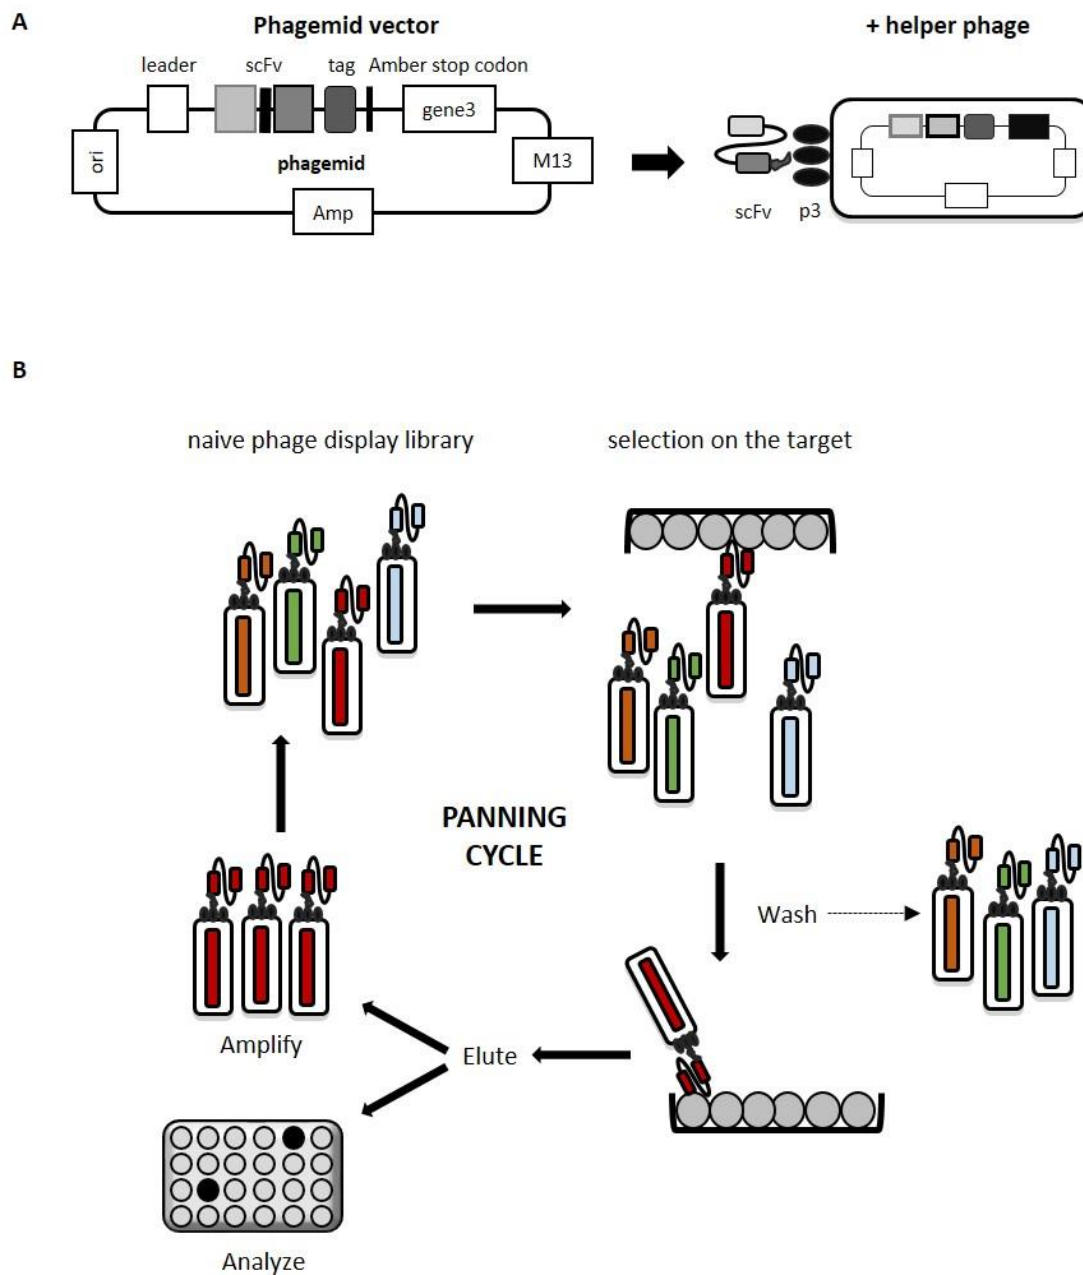 A
Phagemid vector
+ helper phage
leader
scFv
tag
Amber stop codon
gene3
ori
phagemid
M13
Amp
scFv
p3
B
naive phage display library
selection on the target
PANNING
CYCLE
Wash
Amplify
Elute
Analyze